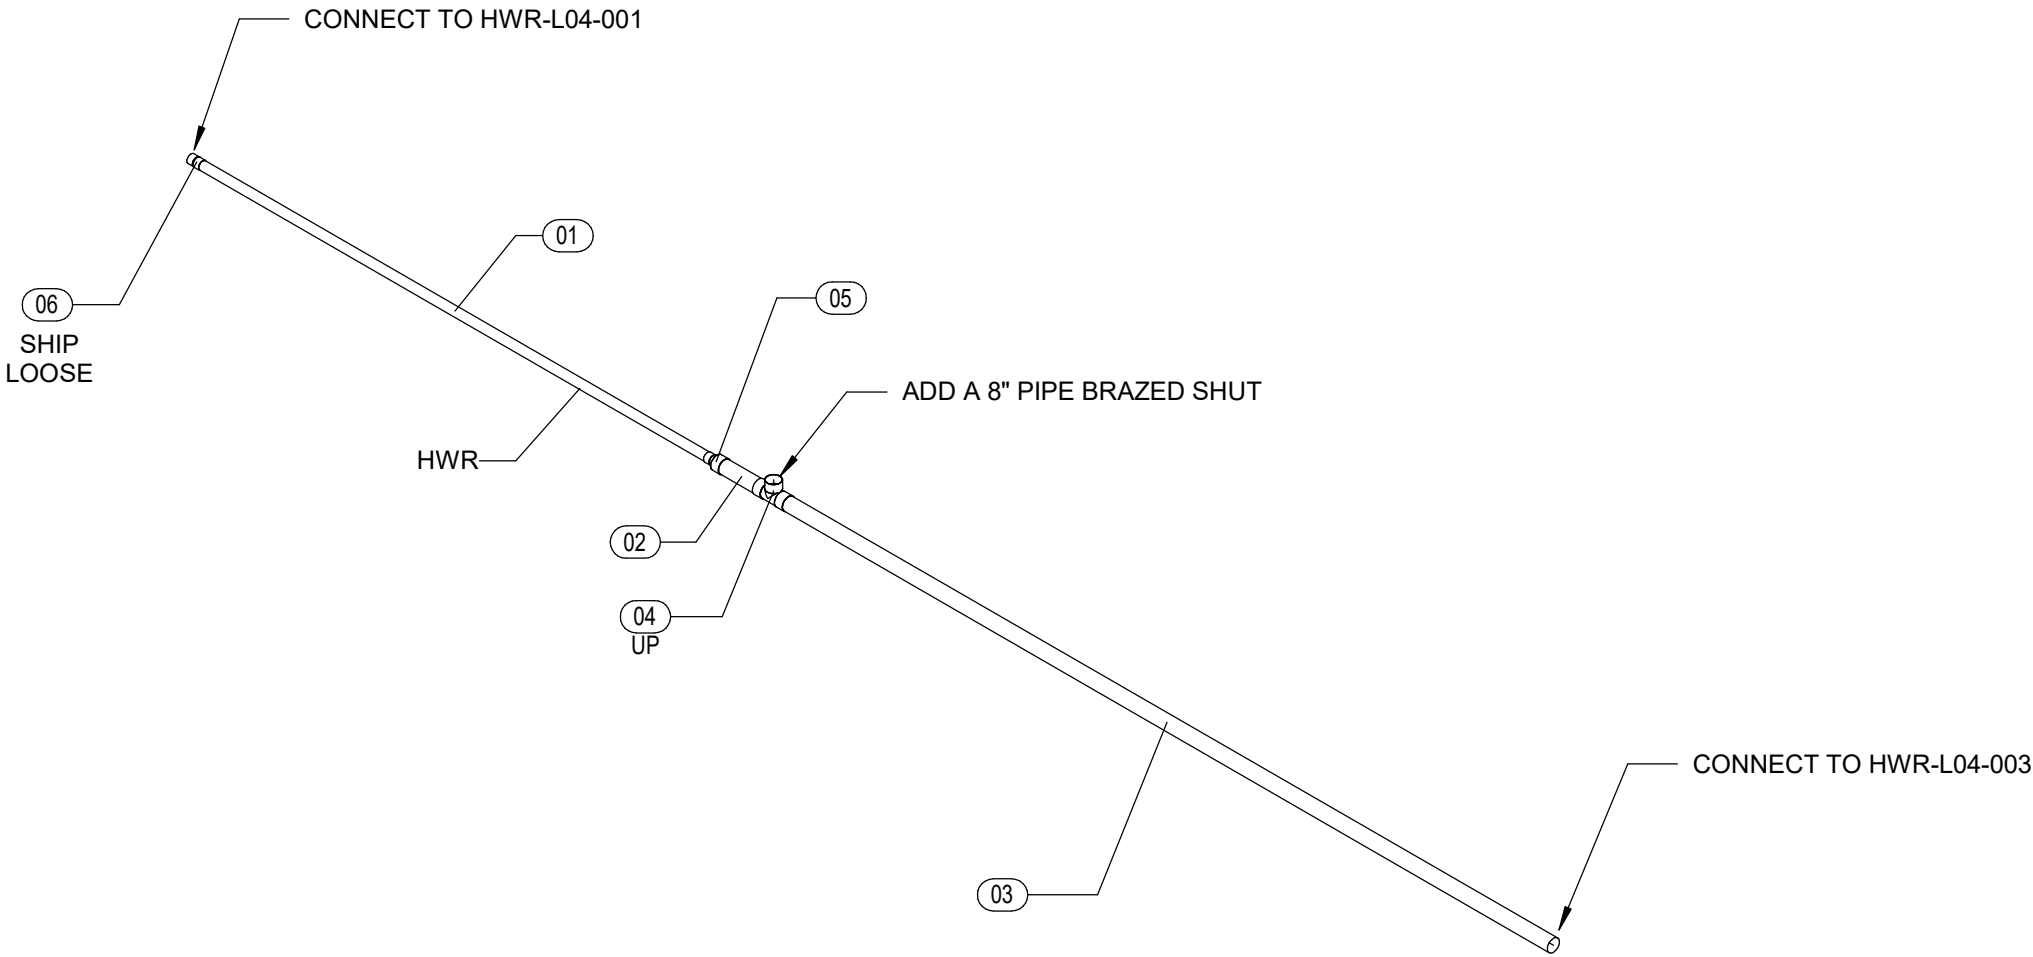 CONNECT TO HWR-L04-001
01
06
SHIP
LOOSE
05
ADD A 8" PIPE BRAZED SHUT
HWR
02
04
UP
CONNECT TO HWR-L04-003
03